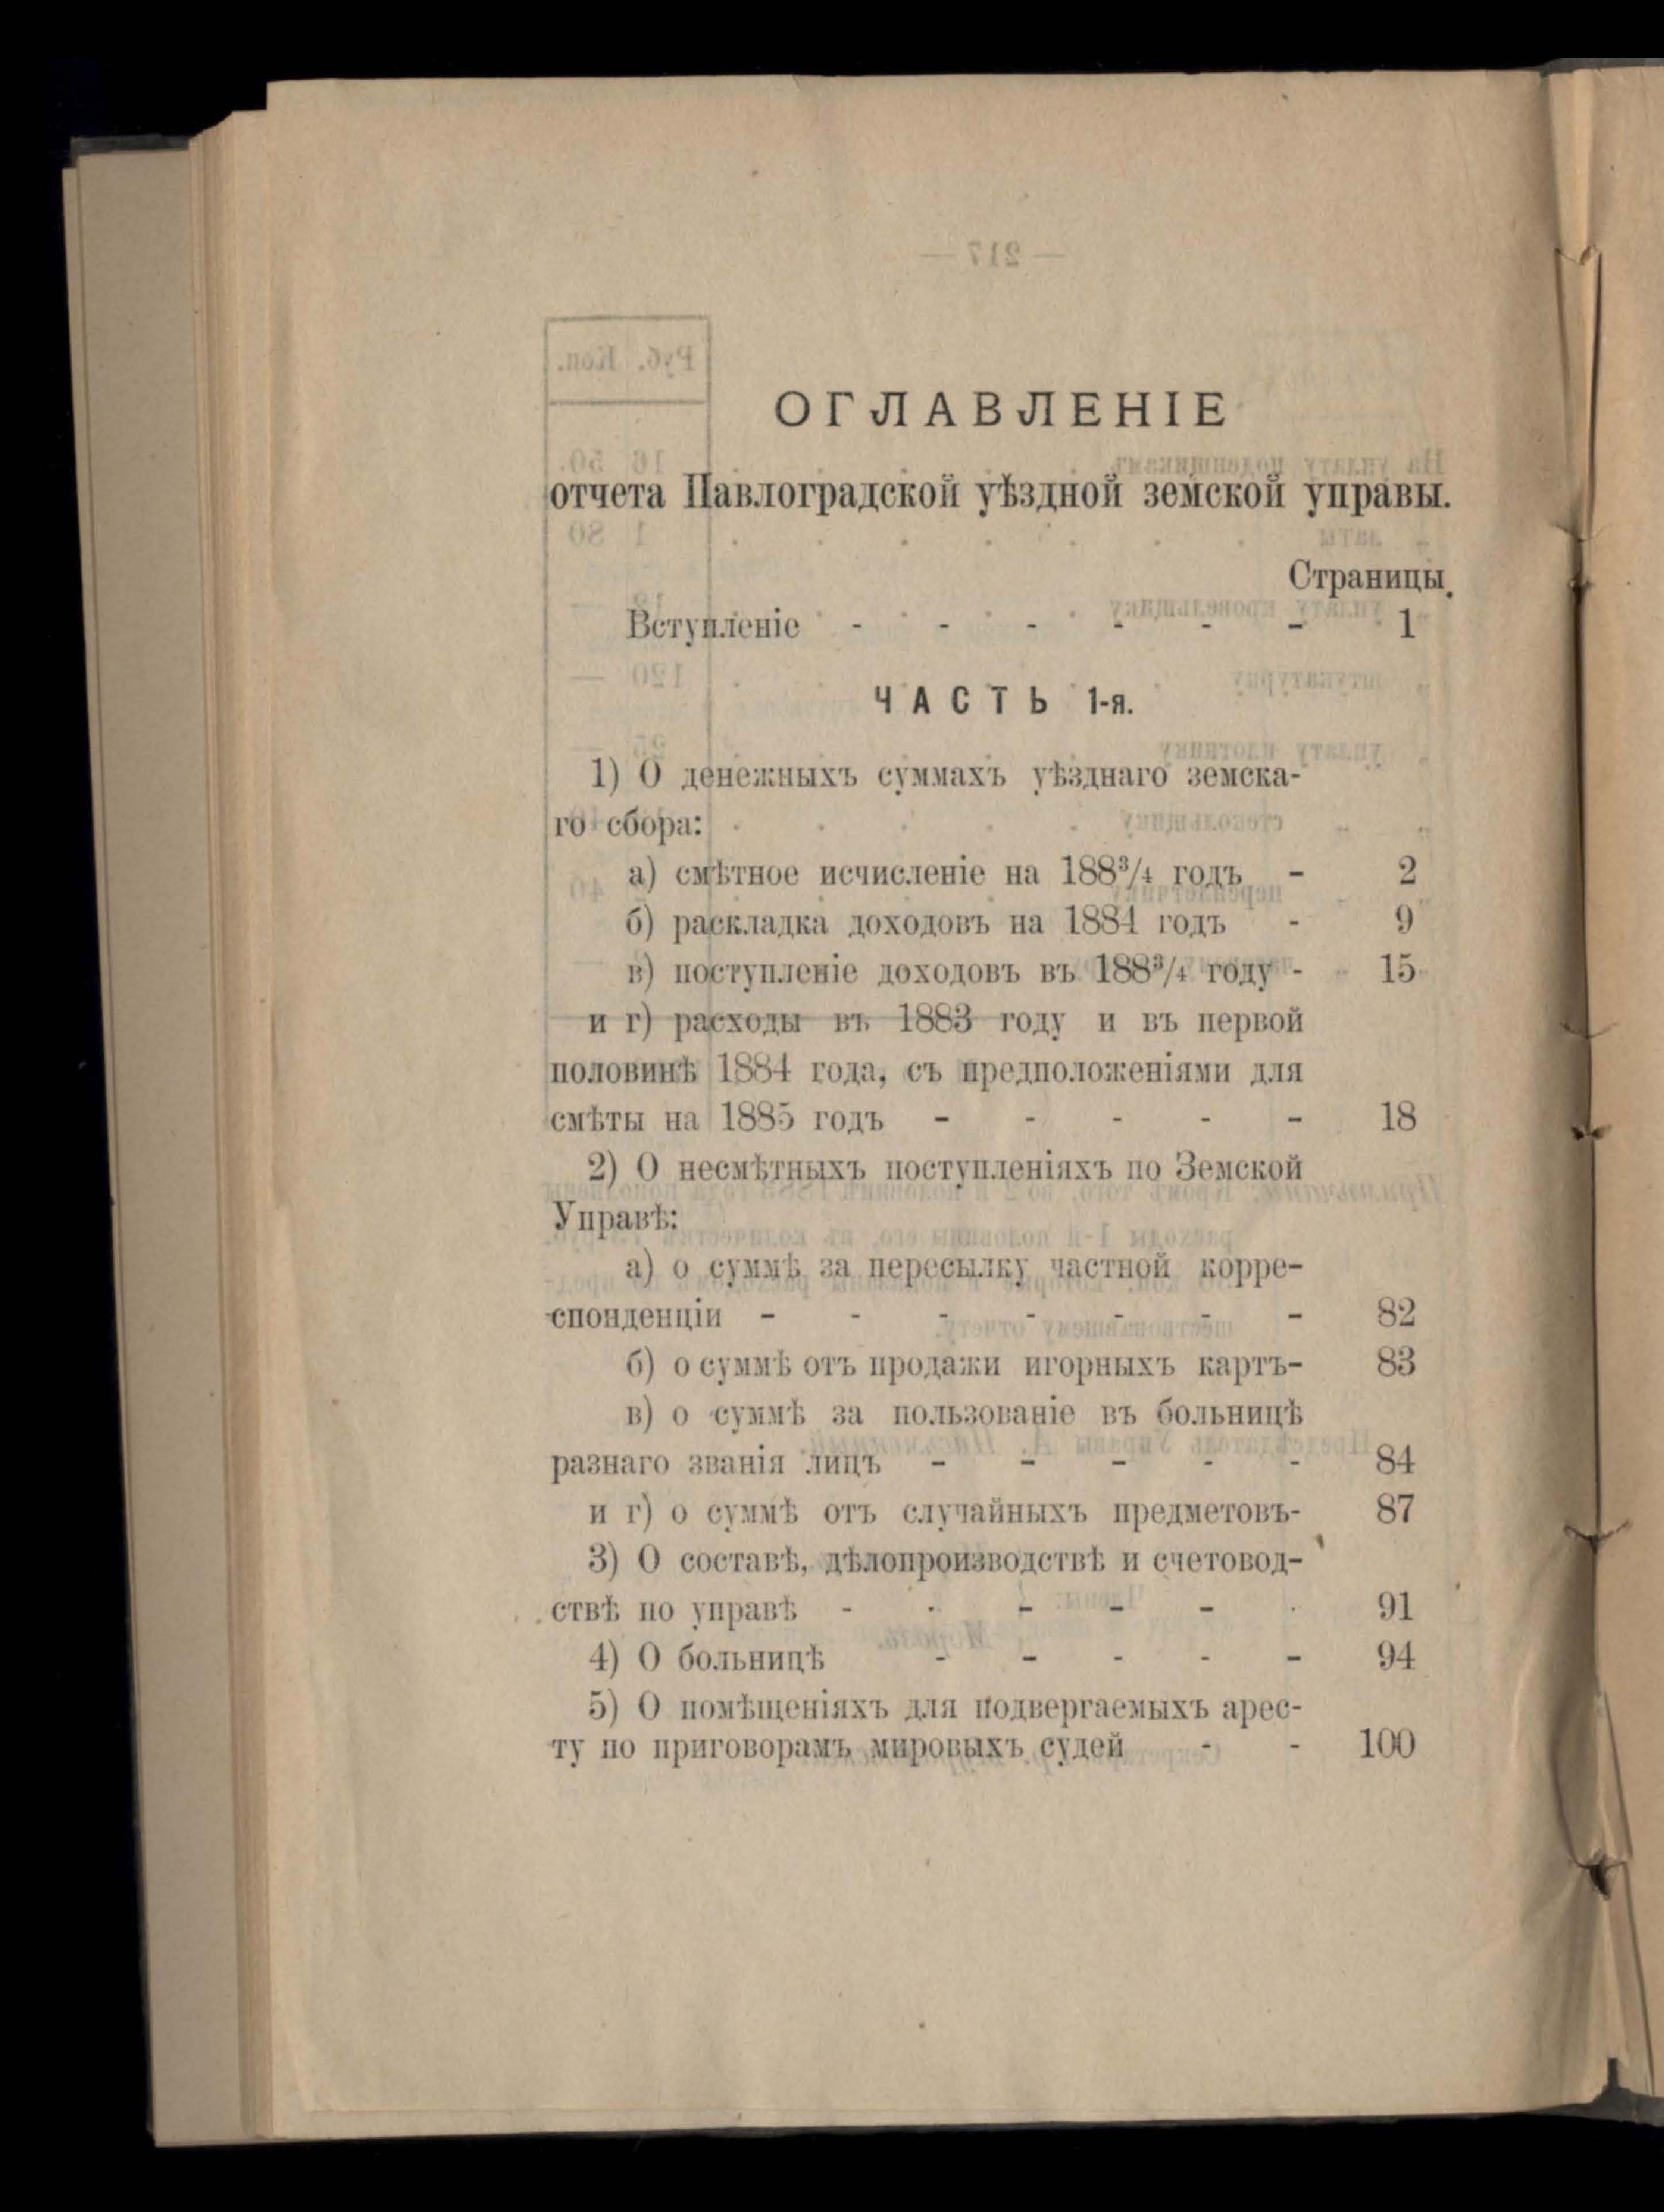 ОГЛАВЛЕНІЕ
отчета Павлоградской уѣздной земской управы.
Страницы.
Вступленіе - - - - - - 1
ЧАСТЬ 1-я.
1) О денежныхъ суммахъ уѣзднаго земска-
го сбора:
а) смѣтное исчисленіе на 188³/₄ годъ - 2
б) раскладка доходовъ на 1884 годъ - 9
в) поступленіе доходовъ въ 188³/₄ году - 15
и г) расходы въ 1883 году и въ первой
половинѣ 1884 года, съ предположеніями для
смѣты на 1885 годъ - - - - - 18
2) О несмѣтныхъ поступленіяхъ по Земской
Управѣ:
а) о суммѣ за пересылку частной корре-
спонденціи - - - - - - - 82
б) о суммѣ отъ продажи игорныхъ картъ- 83
в) о суммѣ за пользованіе въ больницѣ
разнаго званія лицъ - - - - - 84
и г) о суммѣ отъ случайныхъ предметовъ- 87
3) О составѣ, дѣлопроизводствѣ и счетовод-
ствѣ по управѣ - - - - - - 91
4) О больницѣ - - - - - 94
5) О помѣщеніяхъ для подвергаемыхъ арес-
ту по приговорамъ мировыхъ судей - - 100